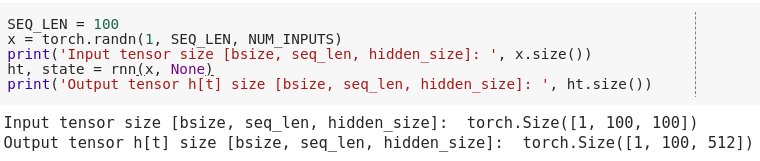 SEQ_LEN = 100
x = torch.randn(1, SEQ_LEN, NUM_INPUTS)
print('Input tensor size [bsize, seq_len, hidden_size]: ', x.size())
ht, state = rnn(x, None)
print('Output tensor h[t] size [bsize, seq_len, hidden_size]: ', ht.size())
Input tensor size [bsize, seq_len, hidden_size]:  torch.Size([1, 100, 100])
Output tensor h[t] size [bsize, seq_len, hidden_size]:  torch.Size([1, 100, 512])